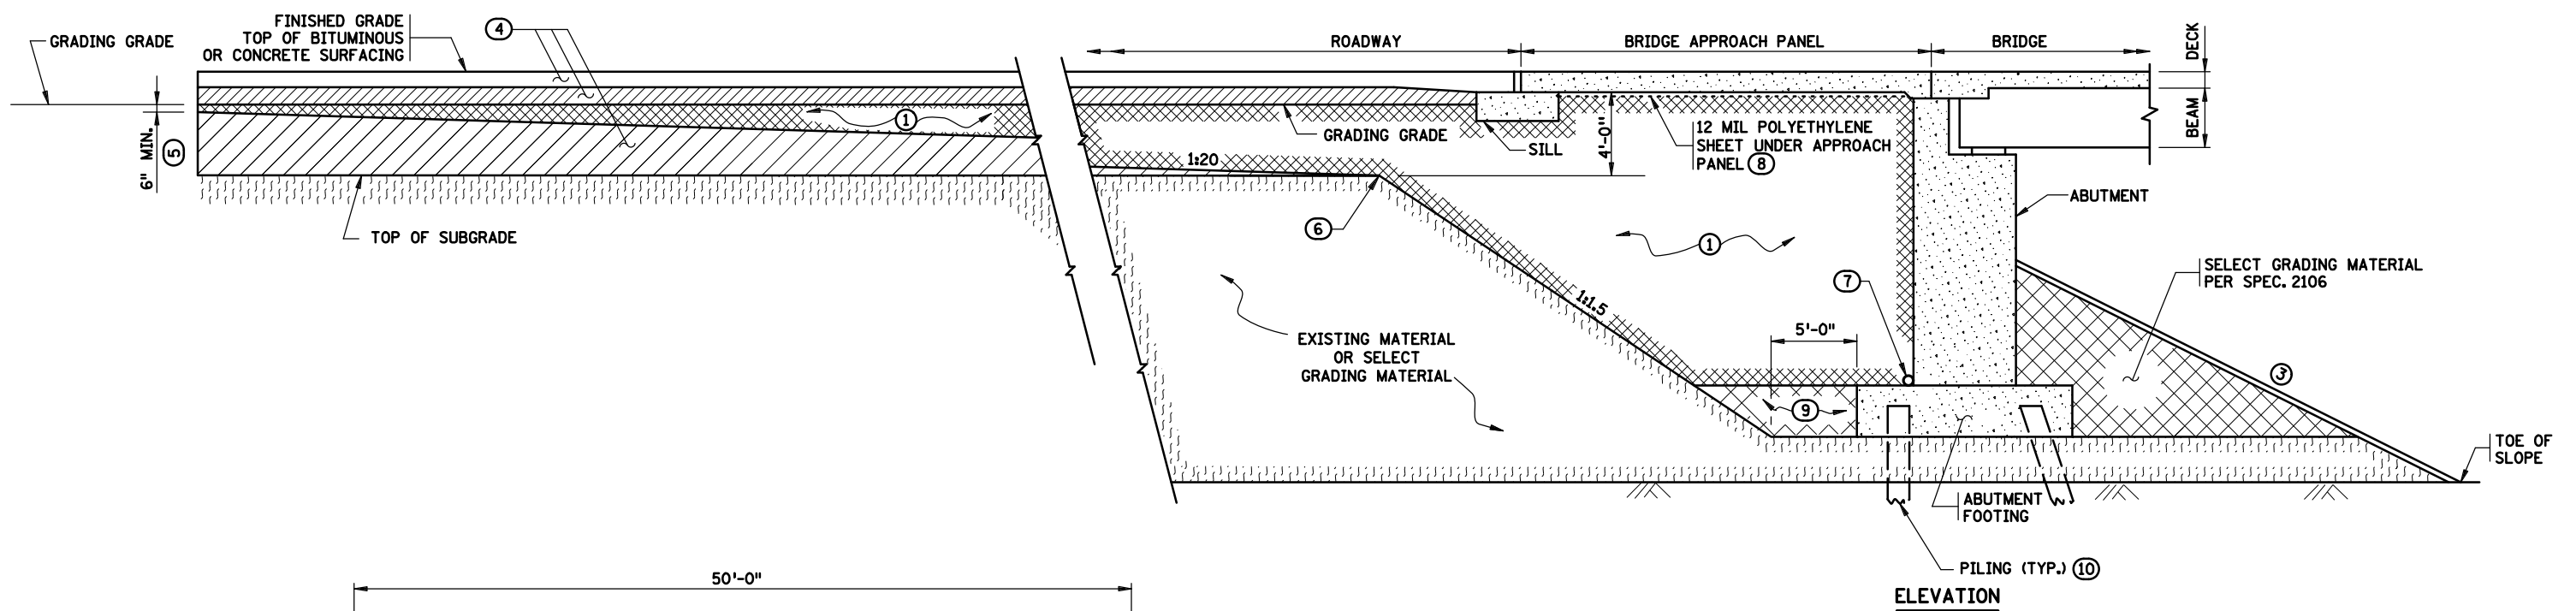 FINISHED GRADE
TOP OF BITUMINOUS
OR CONCRETE SURFACING
GRADING GRADE
4
ROADWAY
BRIDGE APPROACH PANEL
BRIDGE
DECK
BEAM
1
6" MIN.
5
TOP OF SUBGRADE
GRADING GRADE
SILL
4'-0"
12 MIL POLYETHYLENE
SHEET UNDER APPROACH
PANEL 8
1:20
6
ABUTMENT
1
7
1:1.5
SELECT GRADING MATERIAL
PER SPEC. 2106
EXISTING MATERIAL
OR SELECT
GRADING MATERIAL
5'-0"
9
3
TOE OF
SLOPE
ABUTMENT
FOOTING
PILING (TYP.) 10
50'-0"
ELEVATION